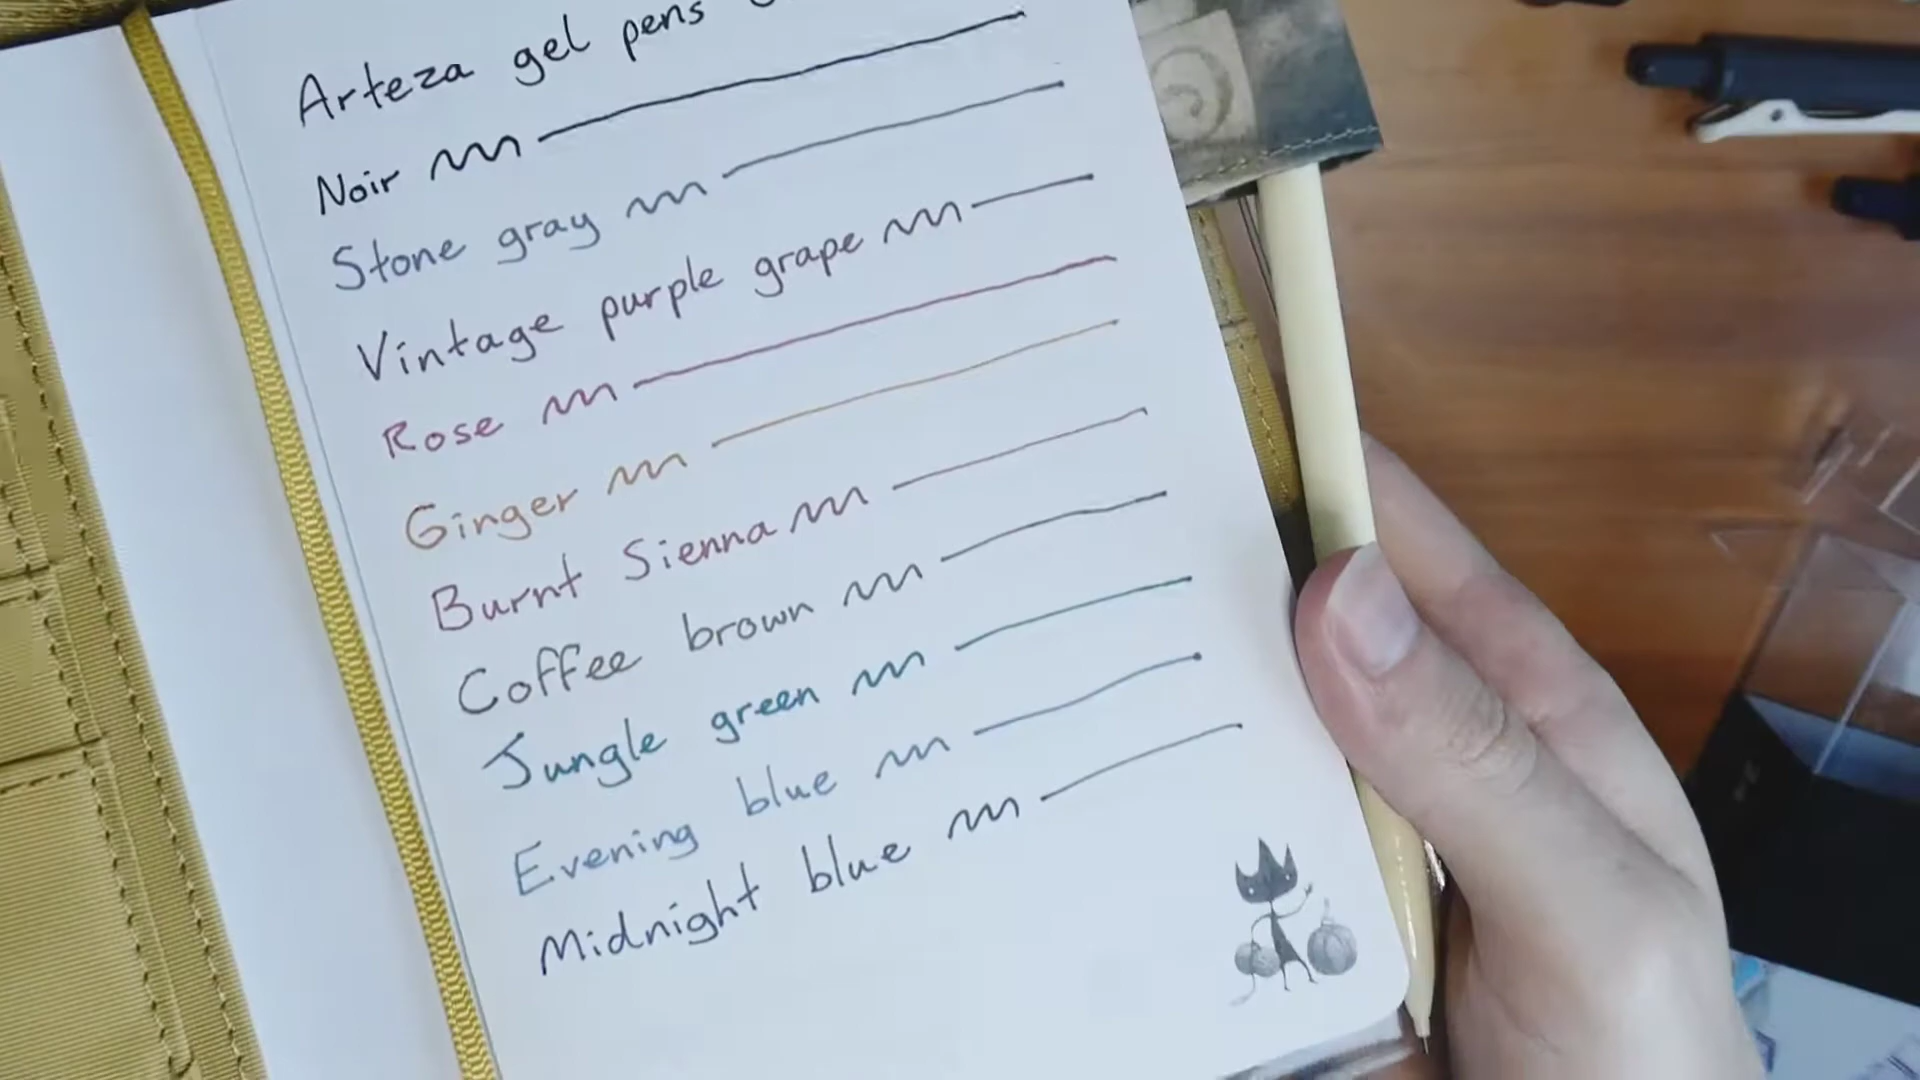 Arteza gel pens
Noir
Stone gray
Vintage purple grape
Rose
Ginger
Burnt Sienna
Coffee brown
Jungle green
Evening blue
Midnight blue